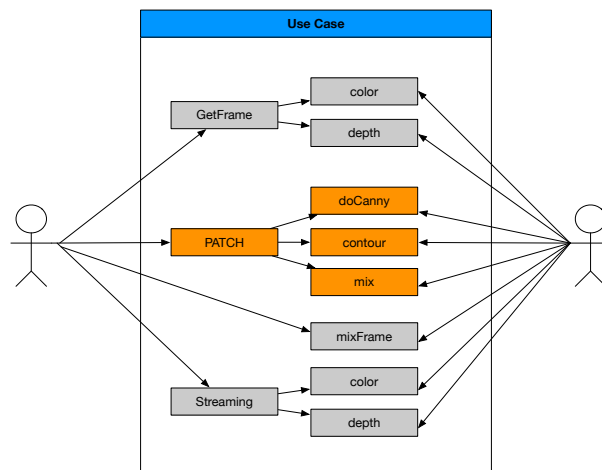 Use Case
color
GetFrame
depth
doCanny
PATCH
contour
mix
mixFrame
color
Streaming
depth